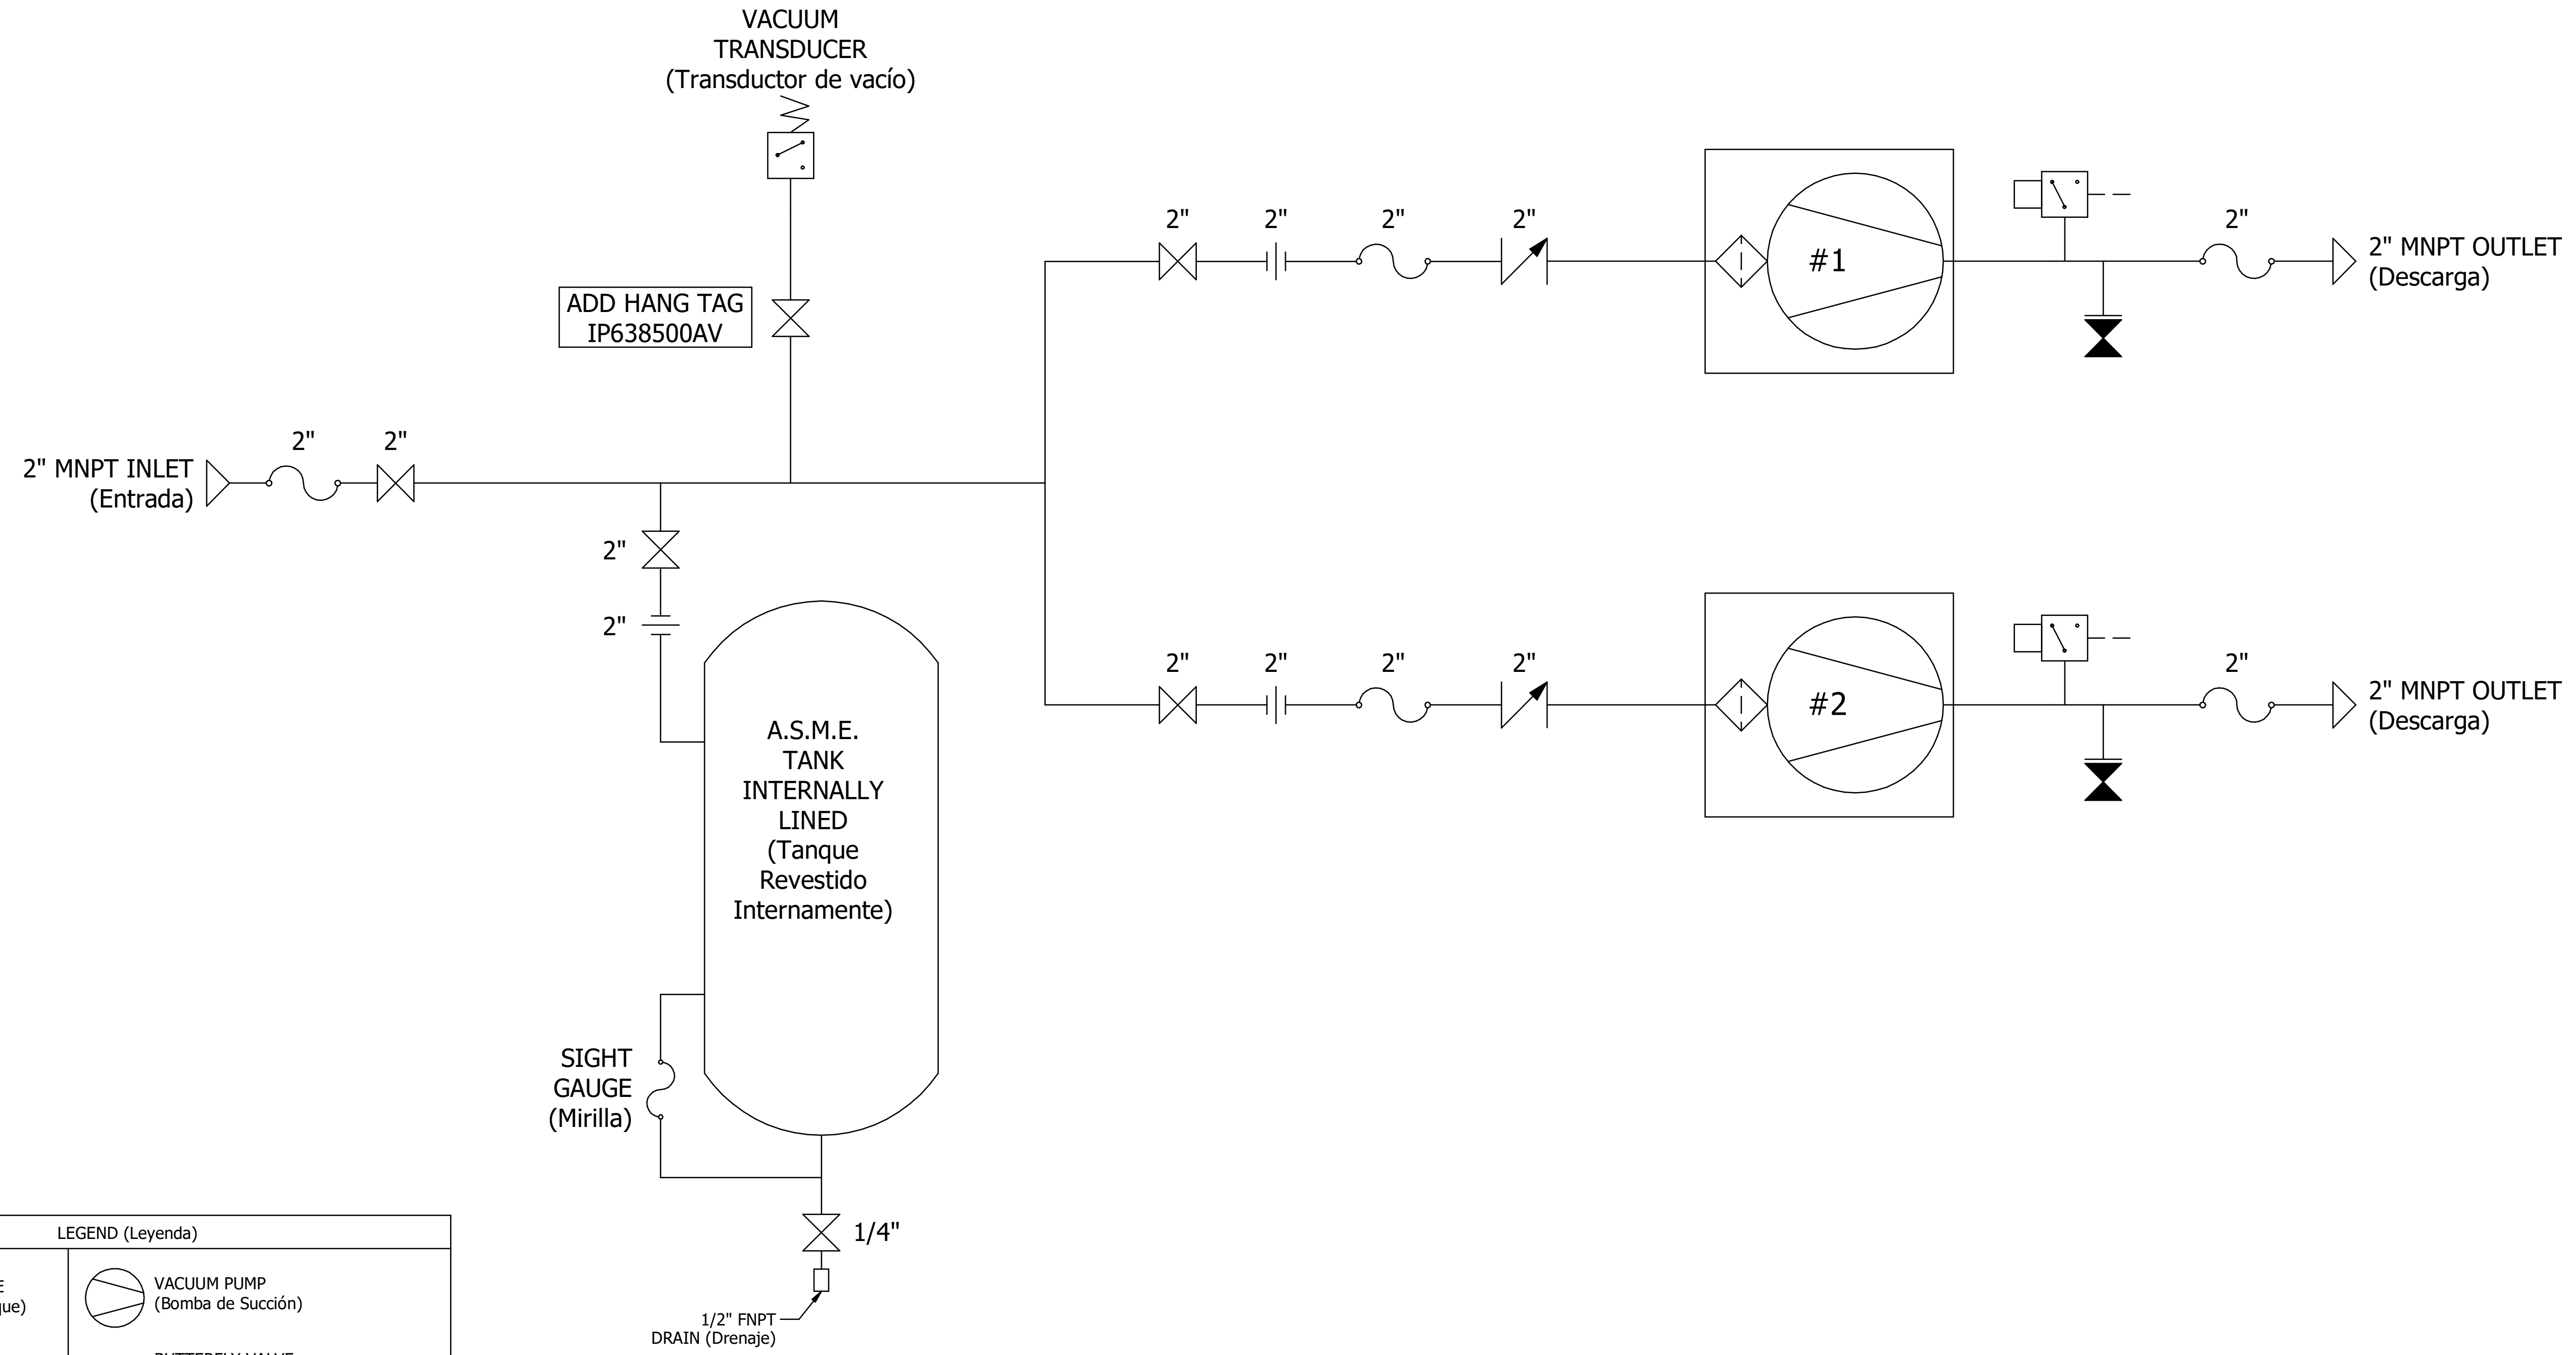 VACUUM
TRANSDUCER
(Transductor de vacío)
ADD HANG TAG
IP638500AV
2" MNPT INLET
(Entrada)
2"
2"
2"
2"
2"
2"
2"
2"
#1
2"
2" MNPT OUTLET
(Descarga)
2"
2"
2"
2"
#2
2"
2" MNPT OUTLET
(Descarga)
A.S.M.E.
TANK
INTERNALLY
LINED
(Tanque
Revestido
Internamente)
SIGHT
GAUGE
(Mirilla)
1/4"
1/2" FNPT
DRAIN (Drenaje)
LEGEND (Leyenda)
VACUUM PUMP
(Bomba de Succión)